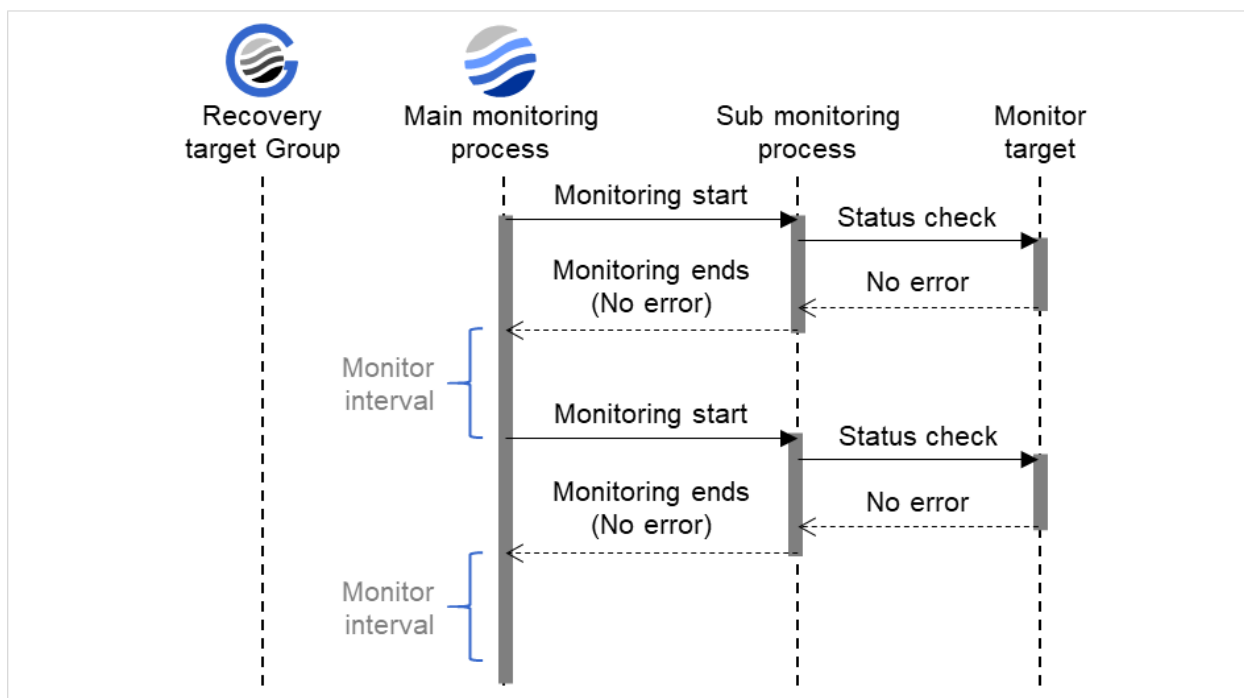 Recovery
target Group
Main monitoring
process
Sub monitoring
process
Monitor
target
Monitoring start
Status check
Monitoring ends
(No error)
No error
Monitor
interval
Monitoring start
Status check
Monitoring ends
(No error)
No error
Monitor
interval